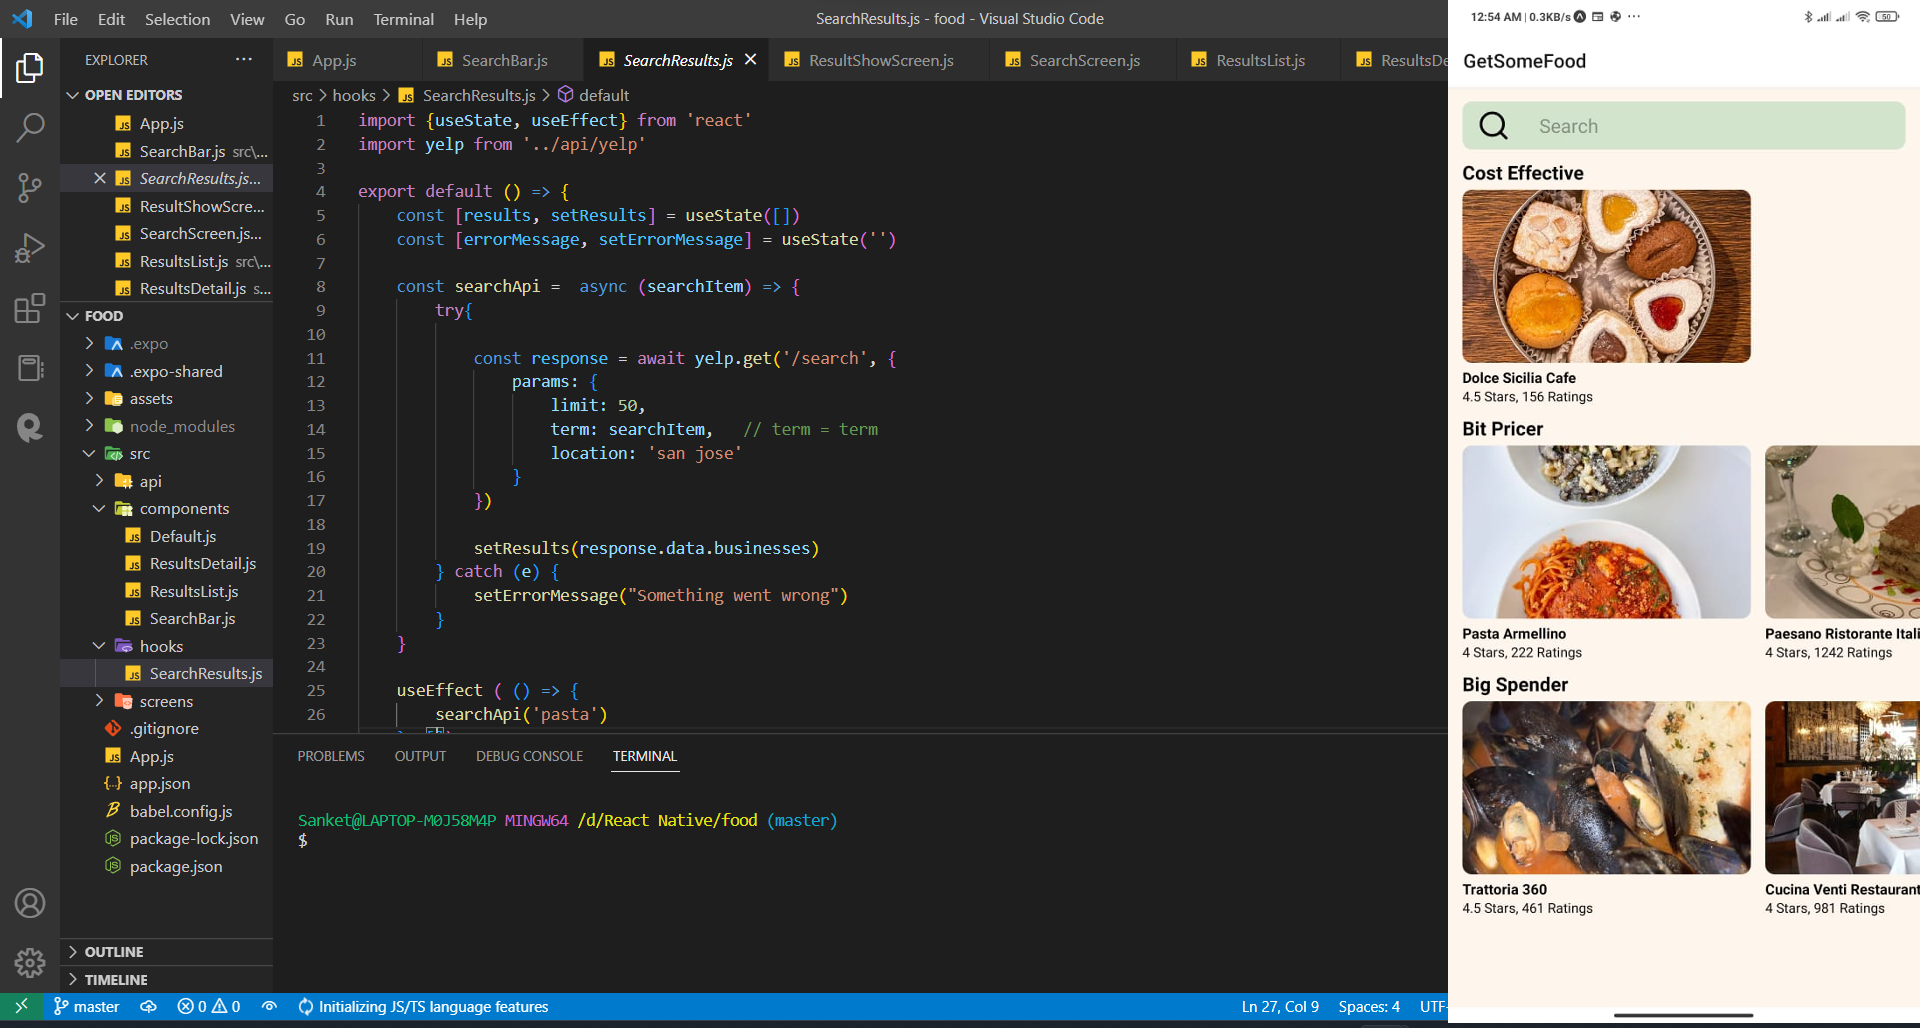 File Edit Selection View Go Run Terminal Help
SearchResults.js - food - Visual Studio Code
EXPLORER
OPEN EDITORS
App.js
SearchBar.js src\...
SearchResults.js...
ResultShowScre...
SearchScreen.js...
ResultsList.js src\...
ResultsDetail.js s...
FOOD
.expo
.expo-shared
assets
node_modules
src
api
components
Default.js
ResultsDetail.js
ResultsList.js
SearchBar.js
hooks
SearchResults.js
screens
.gitignore
App.js
app.json
babel.config.js
package-lock.json
package.json
OUTLINE
TIMELINE
App.js SearchBar.js SearchResults.js ResultShowScreen.js SearchScreen.js ResultsList.js ResultsDe
src > hooks > SearchResults.js > default
1 import {useState, useEffect} from 'react'
2 import yelp from '../api/yelp'
3
4 export default () => {
5 const [results, setResults] = useState([])
6 const [errorMessage, setErrorMessage] = useState('')
7
8 const searchApi = async (searchItem) => {
9 try{
10
11 const response = await yelp.get('/search', {
12 params: {
13 limit: 50,
14 term: searchItem, // term = term
15 location: 'san jose'
16 }
17 })
18
19 setResults(response.data.businesses)
20 } catch (e) {
21 setErrorMessage("Something went wrong")
22 }
23 }
24
25 useEffect ( () => {
26 searchApi('pasta')
PROBLEMS OUTPUT DEBUG CONSOLE TERMINAL
Sanket@LAPTOP-M0J58M4P MINGW64 /d/React Native/food (master)
$
master 0 0 Initializing JS/TS language features Ln 27, Col 9 Spaces: 4 UTF-
12:54 AM | 0.3KB/s ... 50
GetSomeFood
Search
Cost Effective
Dolce Sicilia Cafe
4.5 Stars, 156 Ratings
Bit Pricer
Pasta Armellino Paesano Ristorante Itali
4 Stars, 222 Ratings 4 Stars, 1242 Ratings
Big Spender
Trattoria 360 Cucina Venti Restaurant
4.5 Stars, 461 Ratings 4 Stars, 981 Ratings